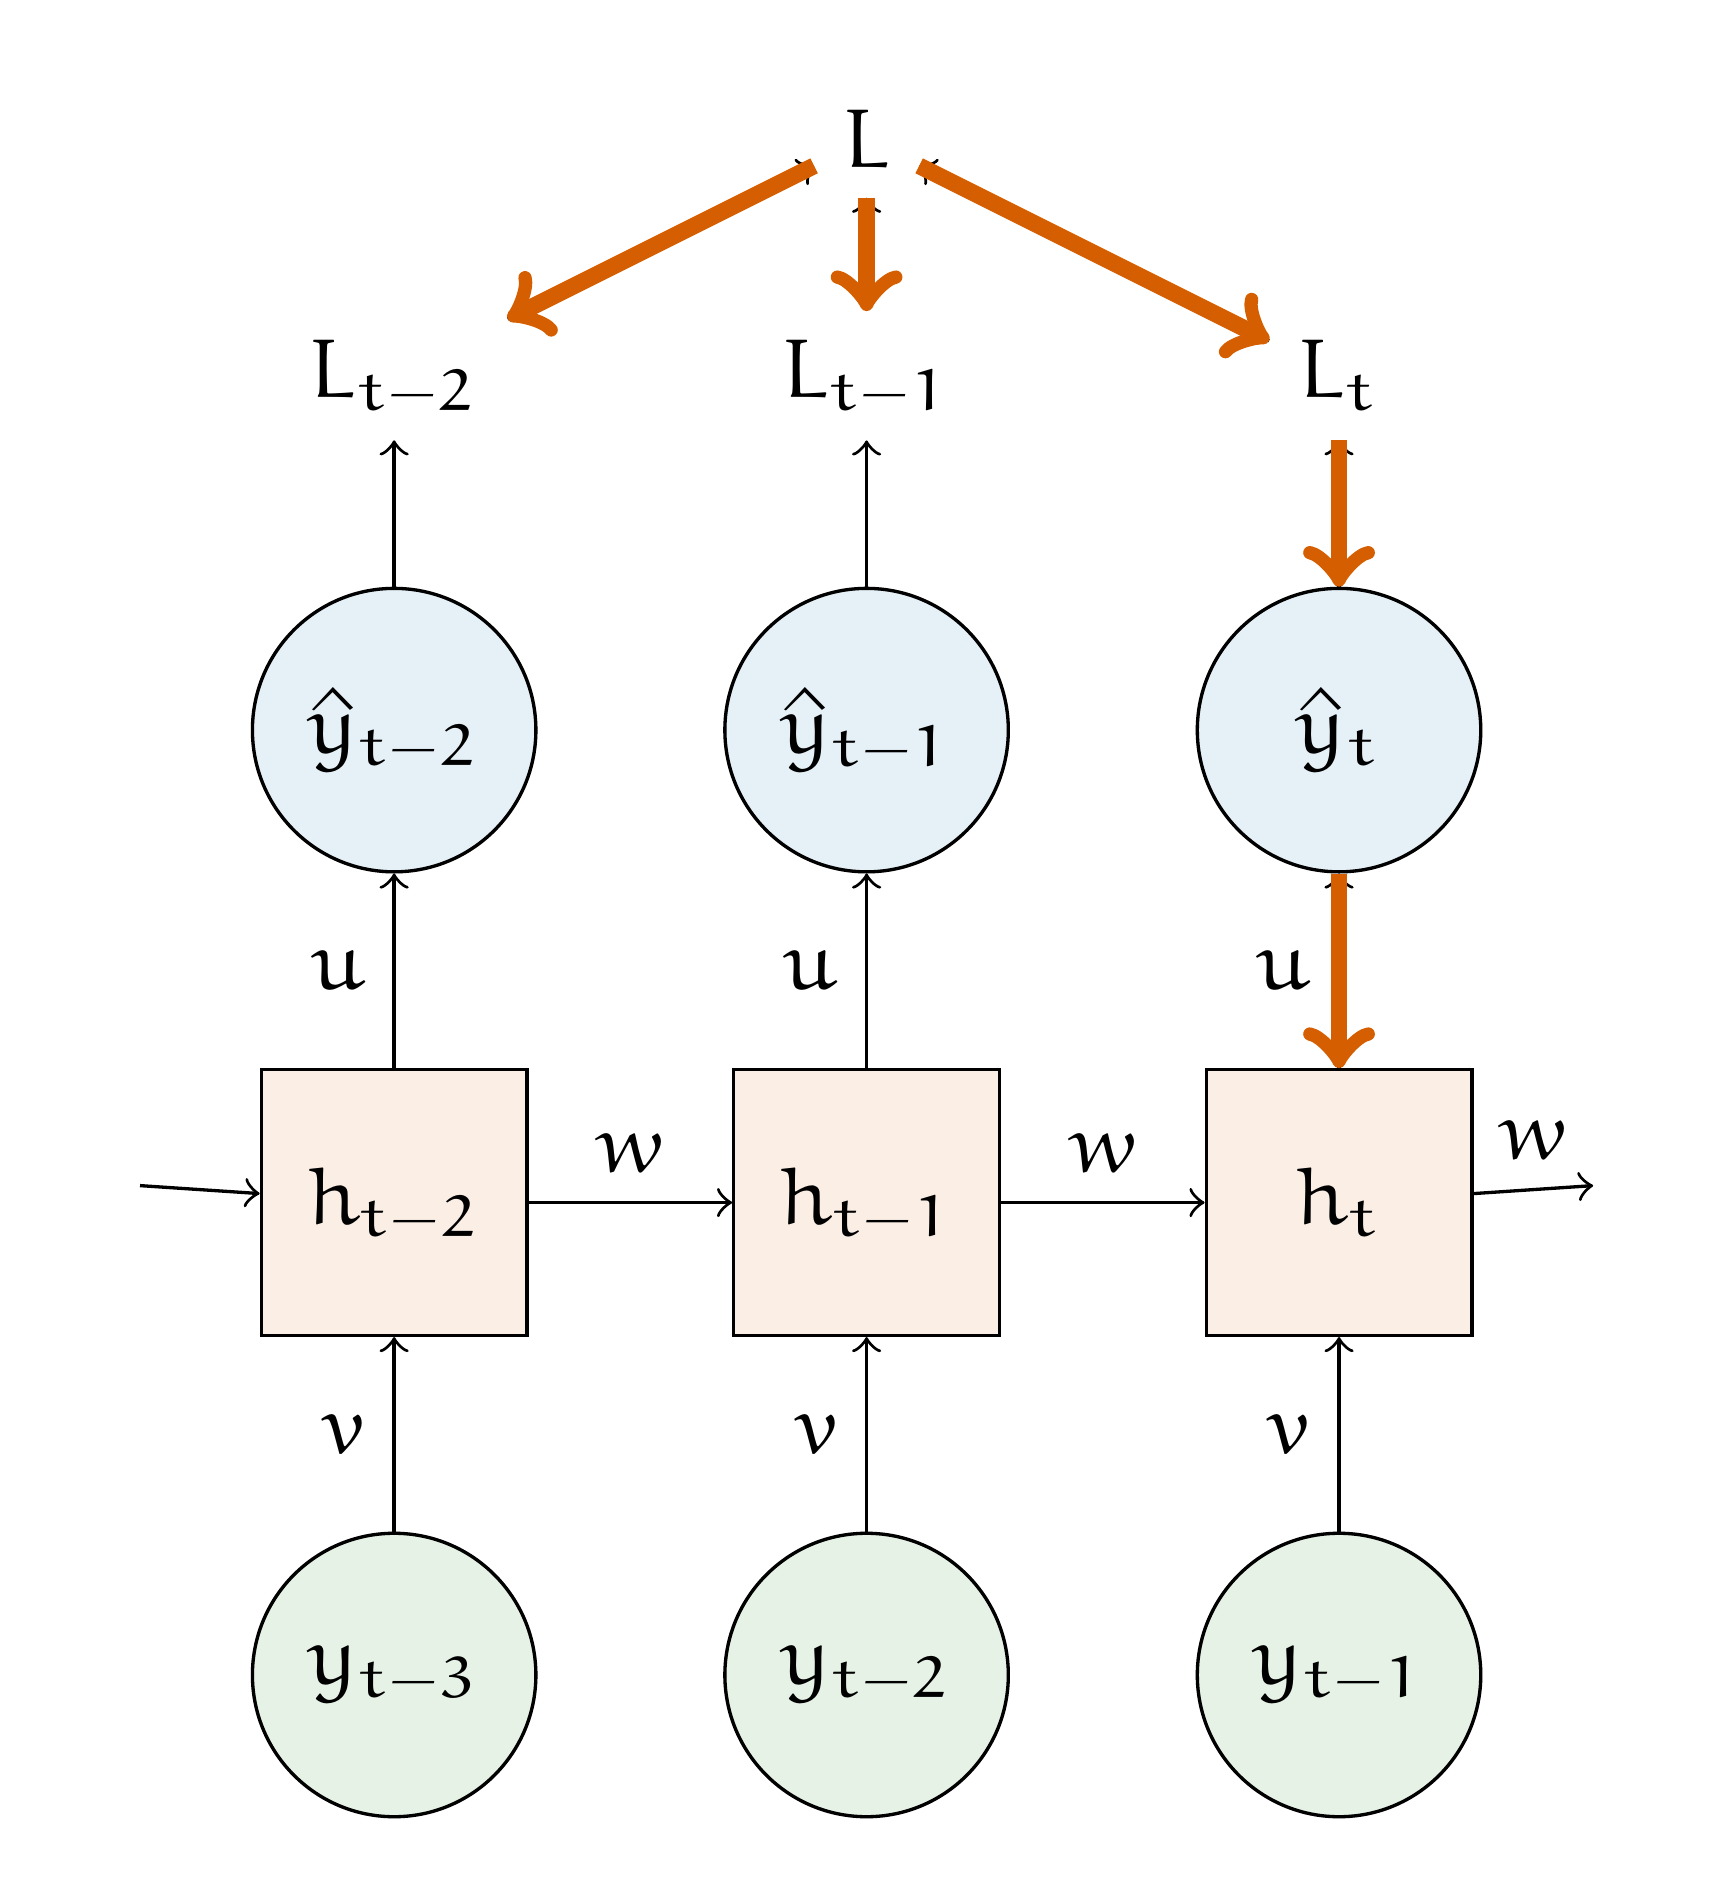 L
L_{t−2} L_{t−1} L_t
ŷ_{t−2} ŷ_{t−1} ŷ_t
u u u
w w w
h_{t−2} h_{t−1} h_t
v v v
y_{t−3} y_{t−2} y_{t−1}